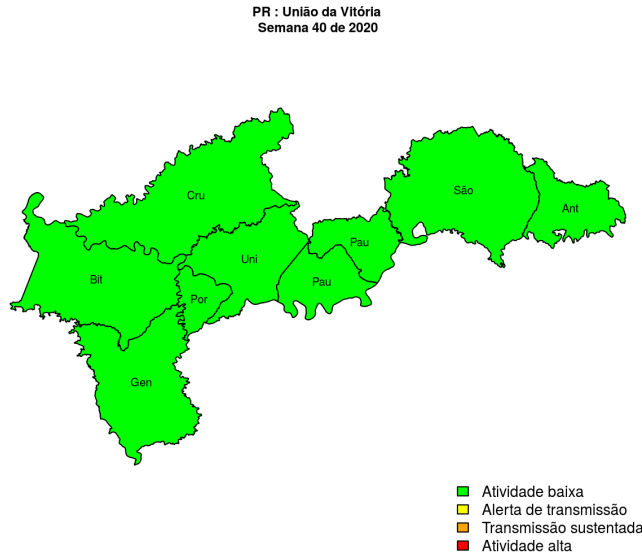 PR : União da Vitória
Semana 40 de 2020
Cru
São
Ant
Pau
Uni
Bit
Pau
Por
Gen
Atividade baixa
Alerta de transmissão
Transmissão sustentada
Atividade alta